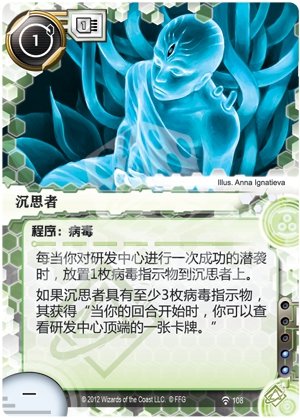 1
Illus. Anna Ignatieva
沉思者
程序：病毒
每当你对研发中心进行一次成功的潜袭
时，放置1枚病毒指示物到沉思者上。
如果沉思者具有至少3枚病毒指示物，
其获得“当你的回合开始时，你可以查
看研发中心顶端的一张卡牌。”
—
© 2012 Wizards of the Coast LLC. © FFG
108